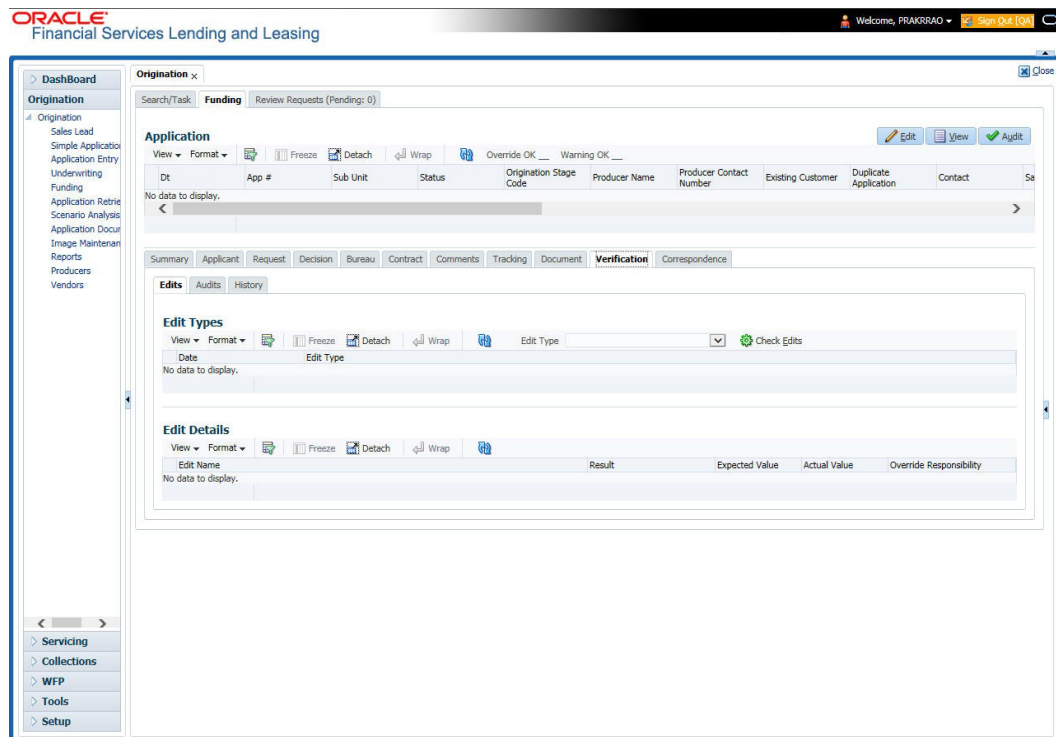 ORACLE
Financial Services Lending and Leasing
Welcome, PRAKRRAO
Sign Out [QA]
Close
DashBoard
Origination
Origination
Sales Lead
Simple Applicatio
Application Entry
Underwriting
Funding
Application Retrie
Scenario Analysis
Application Docur
Image Maintenan
Reports
Producers
Vendors
Servicing
Collections
WFP
Tools
Setup
Origination x
Search/Task Funding Review Requests (Pending: 0)
Application
Edit View Audit
View Format Freeze Detach Wrap Override OK __ Warning OK __
Dt App # Sub Unit Status Origination Stage Code Producer Name Producer Contact Number Existing Customer Duplicate Application Contact Sa
No data to display.
Summary Applicant Request Decision Bureau Contract Comments Tracking Document Verification Correspondence
Edits Audits History
Edit Types
View Format Freeze Detach Wrap Edit Type Check Edits
Date Edit Type
No data to display.
Edit Details
View Format Freeze Detach Wrap
Edit Name Result Expected Value Actual Value Override Responsibility
No data to display.